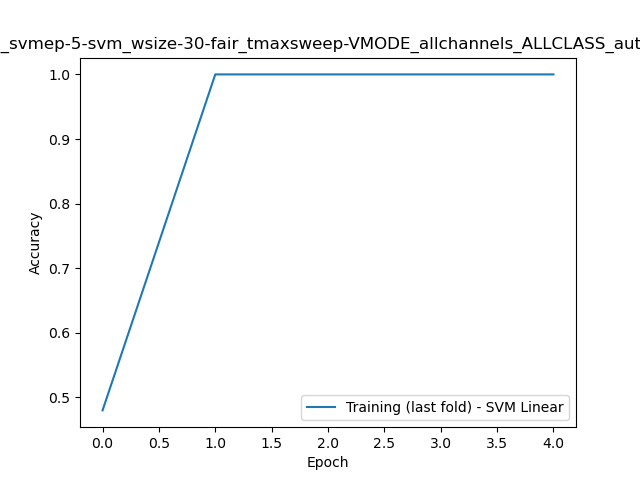 _svmep-5-svm_wsize-30-fair_tmaxsweep-VMODE_allchannels_ALLCLASS_aut
1.0
0.9
0.8
0.7
0.6
0.5
Accuracy
Training (last fold) - SVM Linear
0.0 0.5 1.0 1.5 2.0 2.5 3.0 3.5 4.0
Epoch